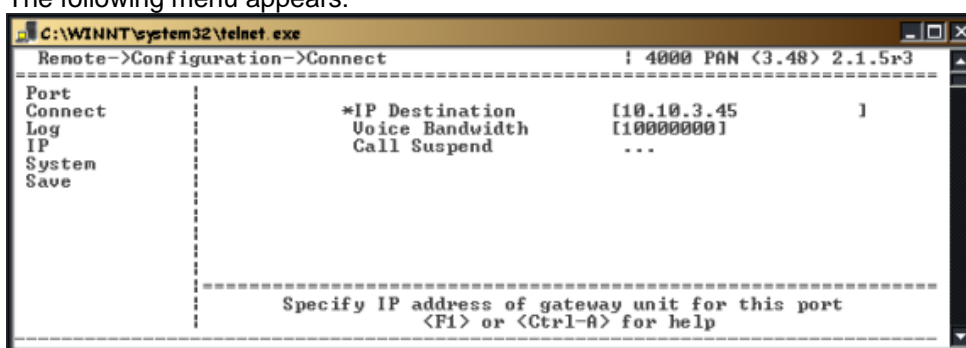 The following menu appears:
C:\WINNT\system32\telnet.exe
Remote->Configuration->Connect ¦ 4000 PAN (3.48) 2.1.5r3
Port
Connect *IP Destination [10.10.3.45 ]
Log Voice Bandwidth [10000000]
IP Call Suspend ...
System
Save
Specify IP address of gateway unit for this port
<F1> or <Ctrl-A> for help